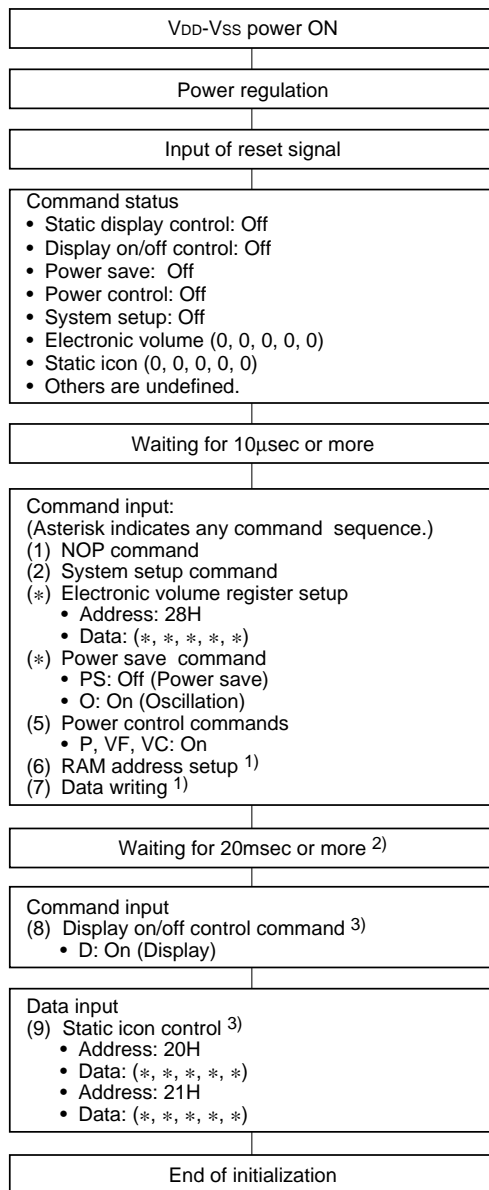 VDD-VSS power ON
Power regulation
Input of reset signal
Command status
• Static display control: Off
• Display on/off control: Off
• Power save:  Off
• Power control: Off
• System setup: Off
• Electronic volume (0, 0, 0, 0, 0)
• Static icon (0, 0, 0, 0, 0)
• Others are undefined.
Waiting for 10µsec or more
Command input:
(Asterisk indicates any command  sequence.)
(1)  NOP command
(2)  System setup command
(∗)  Electronic volume register setup
• Address: 28H
• Data: (∗, ∗, ∗, ∗, ∗)
(∗)  Power save  command
• PS: Off (Power save)
• O: On (Oscillation)
(5)  Power control commands
• P, VF, VC: On
(6)  RAM address setup 1)
(7)  Data writing 1)
Waiting for 20msec or more 2)
Command input
(8)  Display on/off control command 3)
• D: On (Display)
Data input
(9)  Static icon control 3)
• Address: 20H
• Data: (∗, ∗, ∗, ∗, ∗)
• Address: 21H
• Data: (∗, ∗, ∗, ∗, ∗)
End of initialization